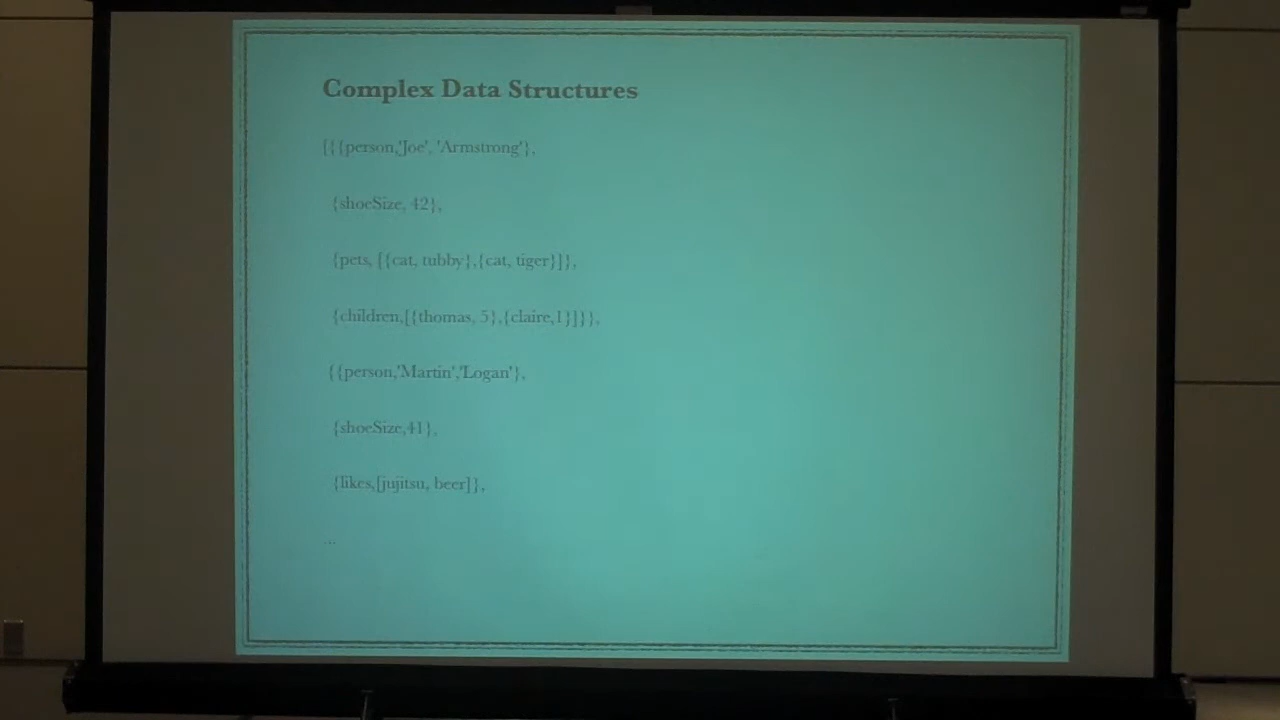 Complex Data Structures
[{{person,'Joe', 'Armstrong'},
{shoeSize, 42},
{pets, [{cat, tubby},{cat, tiger}]},
{children,[{thomas, 5},{claire,1}]}},
{{person,'Martin','Logan'},
{shoeSize,41},
{likes,[jujitsu, beer]},
...